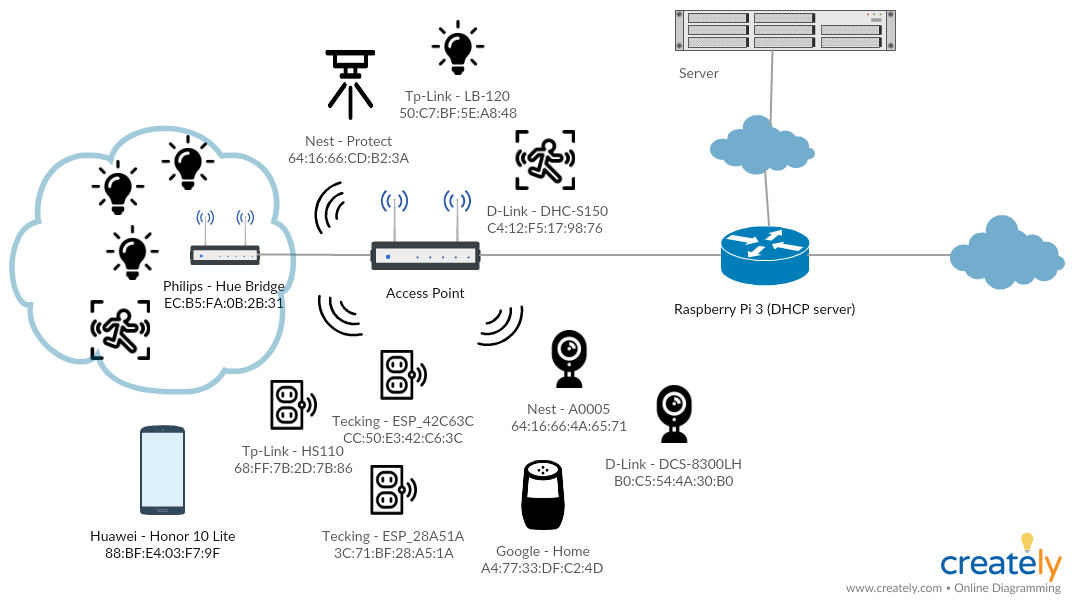 Server
Tp-Link - LB-120
50:C7:BF:5E:A8:48
Nest - Protect
64:16:66:CD:B2:3A
D-Link - DHC-S150
C4:12:F5:17:98:76
Philips - Hue Bridge
EC:B5:FA:0B:2B:31
Access Point
Raspberry Pi 3 (DHCP server)
Tecking - ESP_42C63C
CC:50:E3:42:C6:3C
Nest - A0005
64:16:66:4A:65:71
Tp-Link - HS110
68:FF:7B:2D:7B:86
D-Link - DCS-8300LH
B0:C5:54:4A:30:B0
Huawei - Honor 10 Lite
88:BF:E4:03:F7:9F
Tecking - ESP_28A51A
3C:71:BF:28:A5:1A
Google - Home
A4:77:33:DF:C2:4D
creately
www.creately.com • Online Diagramming